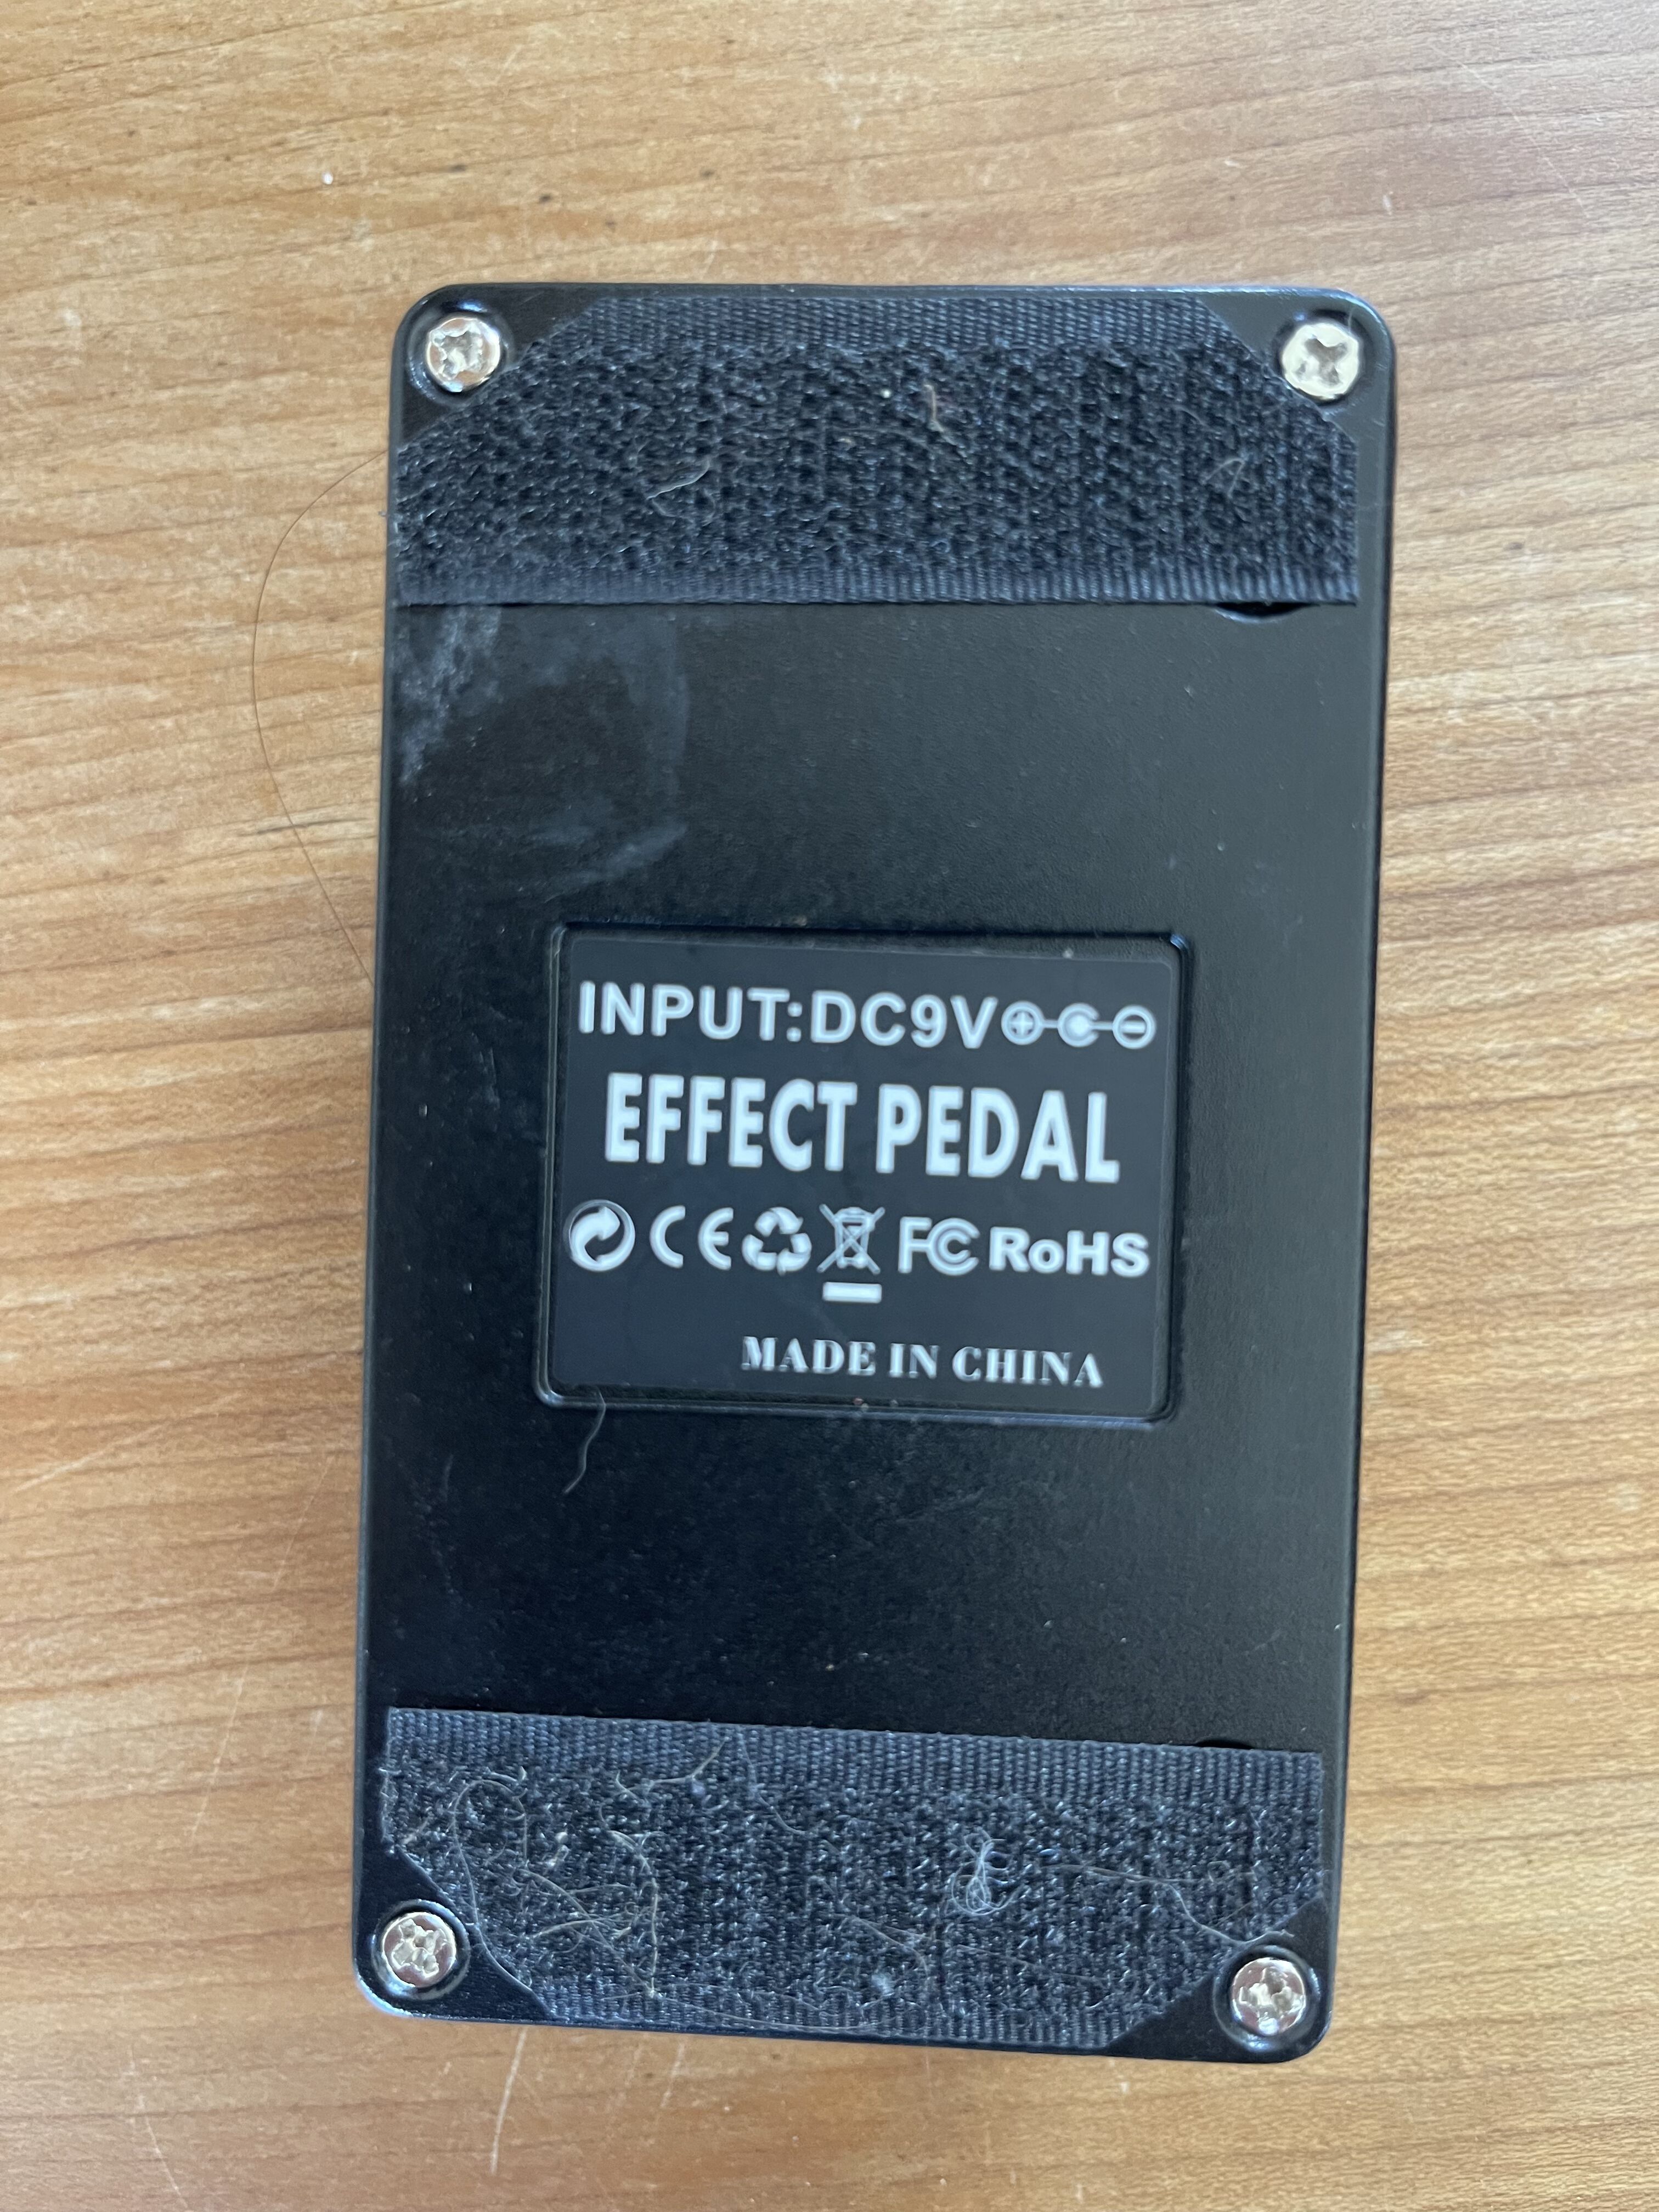 INPUT:DC9V
EFFECT PEDAL
CE FC RoHS
MADE IN CHINA